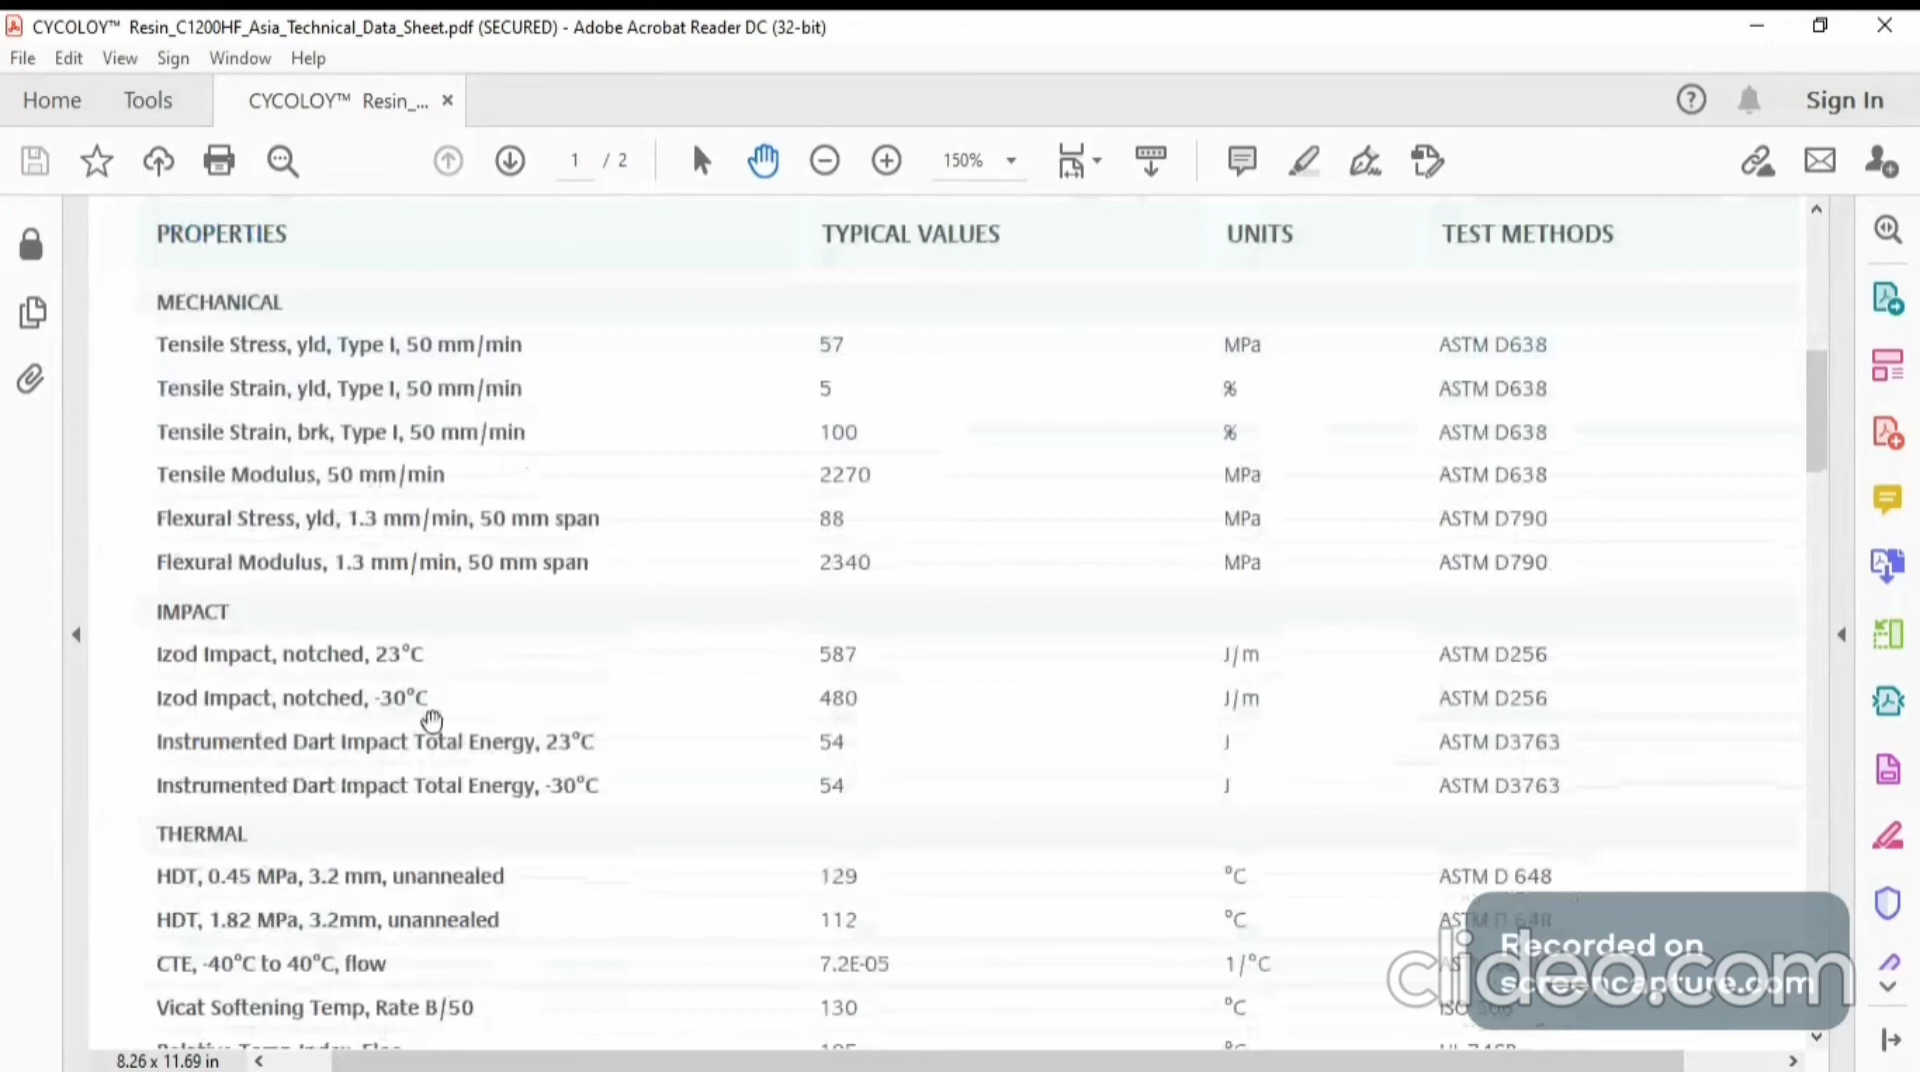 CYCOLOY™ Resin_C1200HF_Asia_Technical_Data_Sheet.pdf (SECURED) - Adobe Acrobat Reader DC (32-bit)
File Edit View Sign Window Help
Home Tools CYCOLOY™ Resin_... × Sign In
1 / 2 150%
PROPERTIES TYPICAL VALUES UNITS TEST METHODS
MECHANICAL
Tensile Stress, yld, Type I, 50 mm/min 57 MPa ASTM D638
Tensile Strain, yld, Type I, 50 mm/min 5 % ASTM D638
Tensile Strain, brk, Type I, 50 mm/min 100 % ASTM D638
Tensile Modulus, 50 mm/min 2270 MPa ASTM D638
Flexural Stress, yld, 1.3 mm/min, 50 mm span 88 MPa ASTM D790
Flexural Modulus, 1.3 mm/min, 50 mm span 2340 MPa ASTM D790
IMPACT
Izod Impact, notched, 23°C 587 J/m ASTM D256
Izod Impact, notched, -30°C 480 J/m ASTM D256
Instrumented Dart Impact Total Energy, 23°C 54 J ASTM D3763
Instrumented Dart Impact Total Energy, -30°C 54 J ASTM D3763
THERMAL
HDT, 0.45 MPa, 3.2 mm, unannealed 129 °C ASTM D 648
HDT, 1.82 MPa, 3.2mm, unannealed 112 °C
CTE, -40°C to 40°C, flow 7.2E-05 1/°C
Vicat Softening Temp, Rate B/50 130 °C
Recorded on
screencapture.com
clideo.com
8.26 x 11.69 in